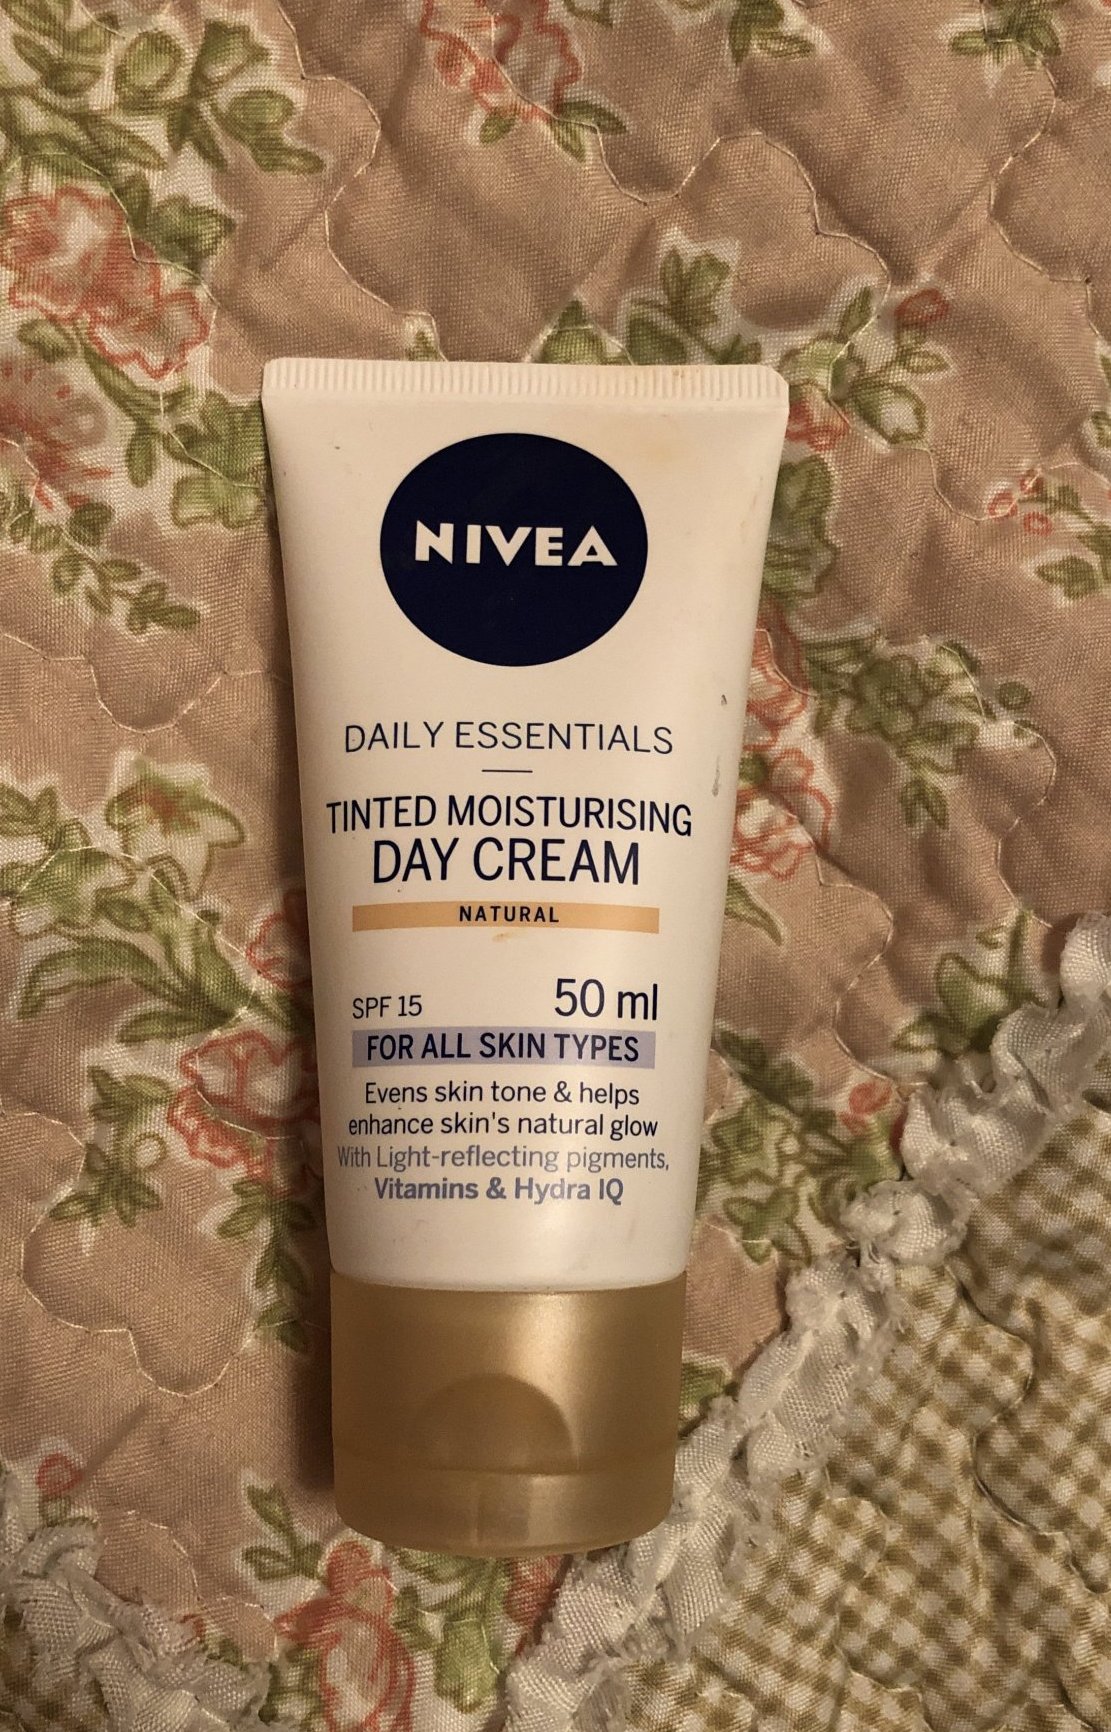 NIVEA
DAILY ESSENTIALS
TINTED MOISTURISING
DAY CREAM
NATURAL
SPF 15 50 ml
FOR ALL SKIN TYPES
Evens skin tone & helps
enhance skin's natural glow
With Light-reflecting pigments,
Vitamins & Hydra IQ